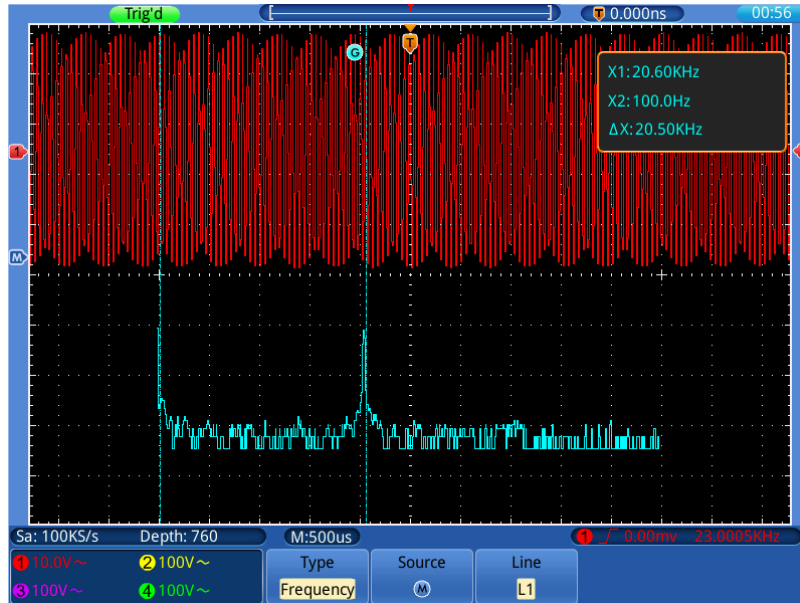 Trig'd [ T ] T 0.000ns 00:56
G T
X1:20.60KHz
X2:100.0Hz
ΔX:20.50KHz
1
M
Sa: 100KS/s Depth: 760 M:500us 1 0.00mv 23.0005KHz
1 10.0V~ 2 100V~ Type Source Line
3 100V~ 4 100V~ Frequency M L1